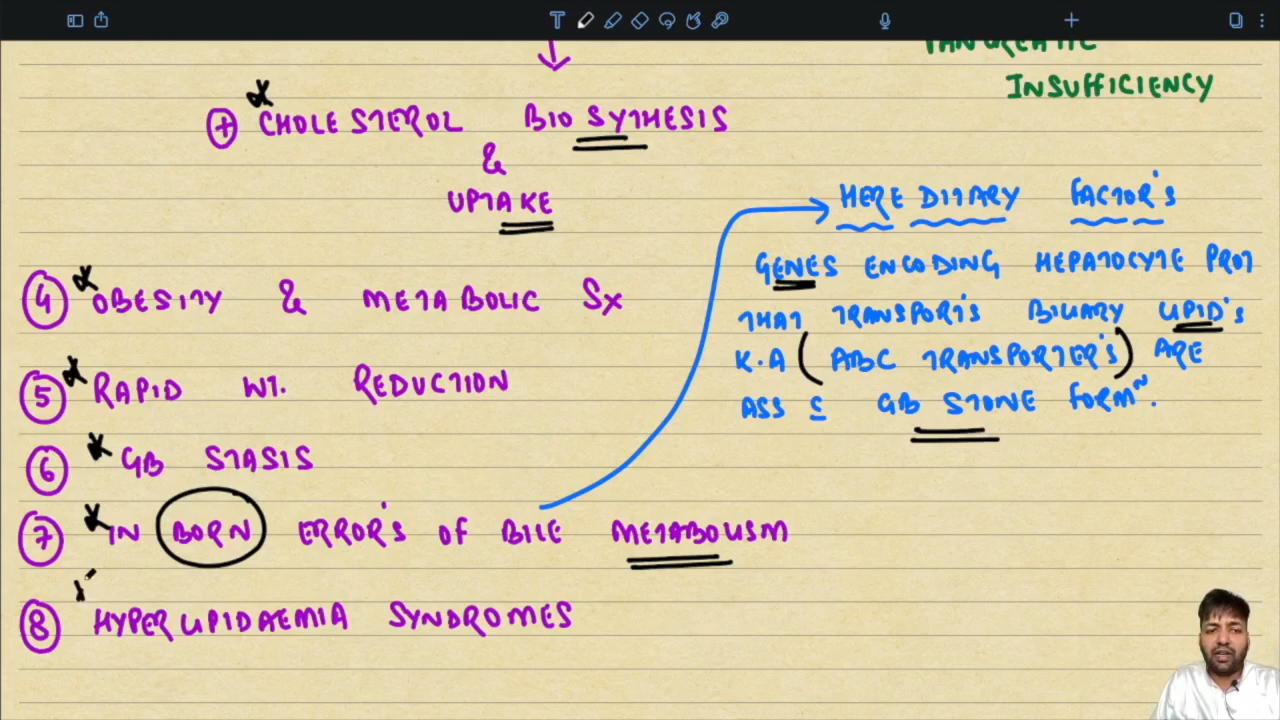 PANCREATIC
INSUFFICIENCY
+ CHOLESTEROL BIO SYTHESIS
&
UPTAKE
HEREDITARY FACTOR'S
GENES ENCODING HEPATOCYTE PROT
THAT TRANSPORTS BILIARY LIPID'S
K.A (ABC TRANSPORTER'S) ARE
ASS c̄ GB STONE FORMⁿ.
4 OBESITY & METABOLIC Sx
5 RAPID WT. REDUCTION
6 GB STASIS
7 IN BORN ERROR'S OF BILE METABOLISM
8 HYPERLIPIDAEMIA SYNDROMES